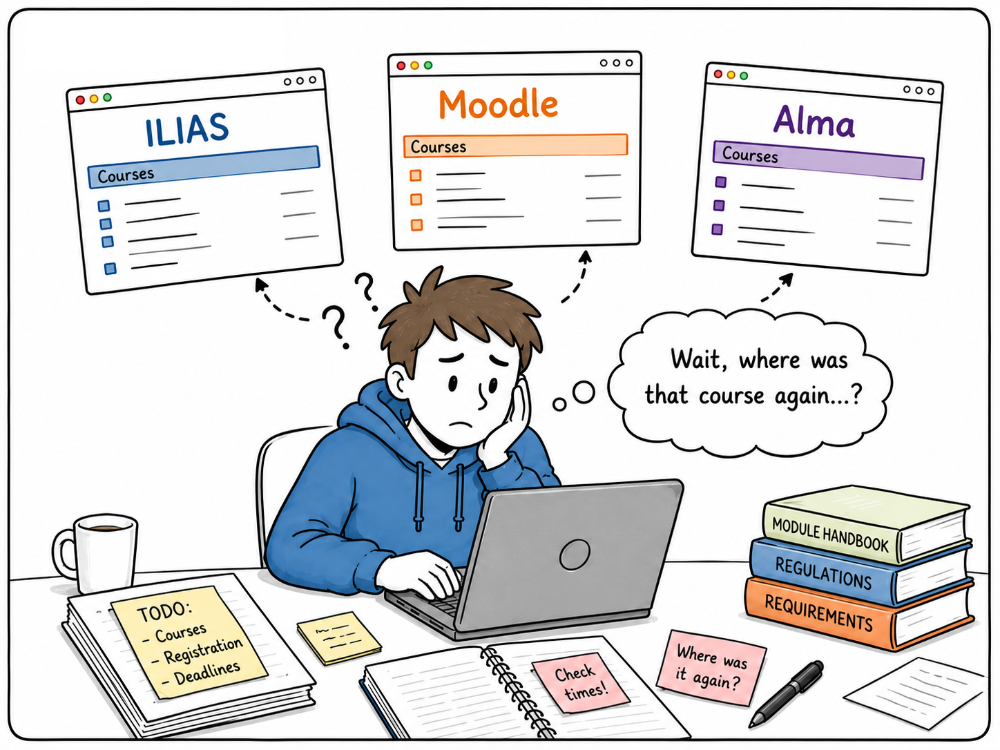 ILIAS
Courses
Moodle
Courses
Alma
Courses
? ?
Wait, where was
that course again...?
MODULE HANDBOOK
REGULATIONS
REQUIREMENTS
TODO:
- Courses
- Registration
- Deadlines
Check
times!
Where was
it again?